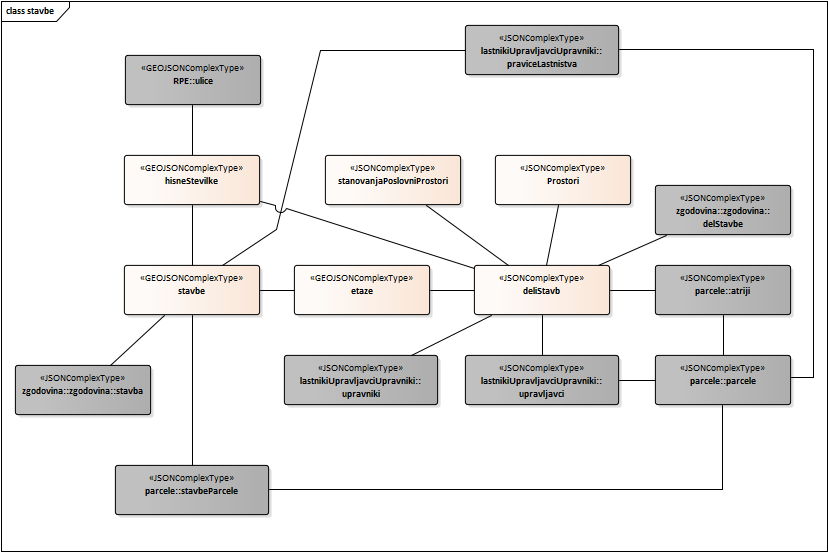 class stavbe
«JSONComplexType»
lastnikiUpravljavciUpravniki::
praviceLastnistva
«GEOJSONComplexType»
RPE::ulice
«GEOJSONComplexType»
hisneStevilke
«JSONComplexType»
stanovanjaPoslovniProstori
«JSONComplexType»
Prostori
«JSONComplexType»
zgodovina::zgodovina::
delStavbe
«GEOJSONComplexType»
stavbe
«GEOJSONComplexType»
etaze
«JSONComplexType»
deliStavb
«JSONComplexType»
parcele::atriji
«JSONComplexType»
zgodovina::zgodovina::stavba
«JSONComplexType»
lastnikiUpravljavciUpravniki::
upravniki
«JSONComplexType»
lastnikiUpravljavciUpravniki::
upravljavci
«JSONComplexType»
parcele::parcele
«JSONComplexType»
parcele::stavbeParcele